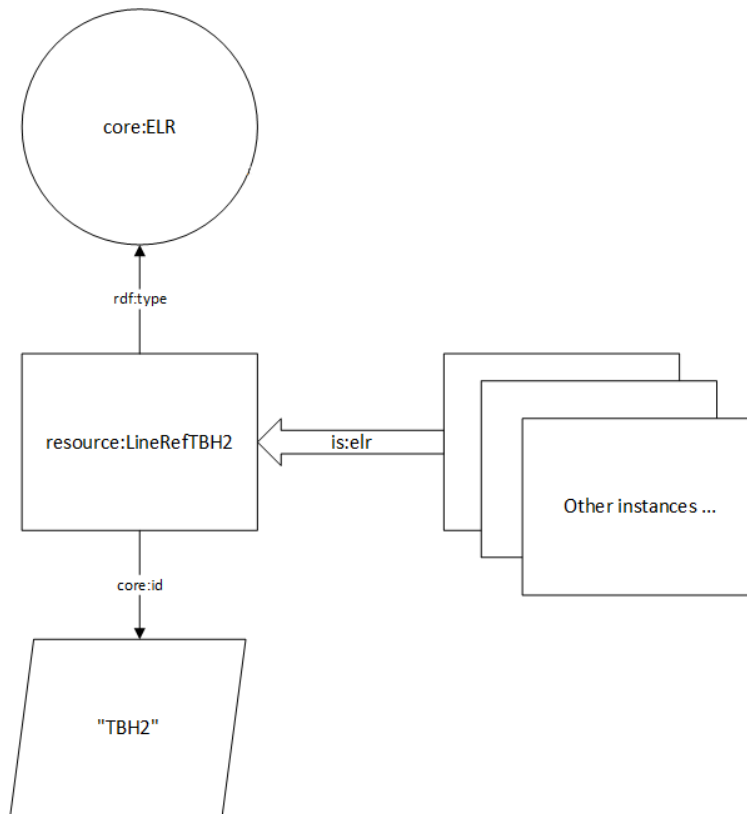 core:ELR
rdf:type
resource:LineRefTBH2
is:elr
Other instances ...
core:id
"TBH2"